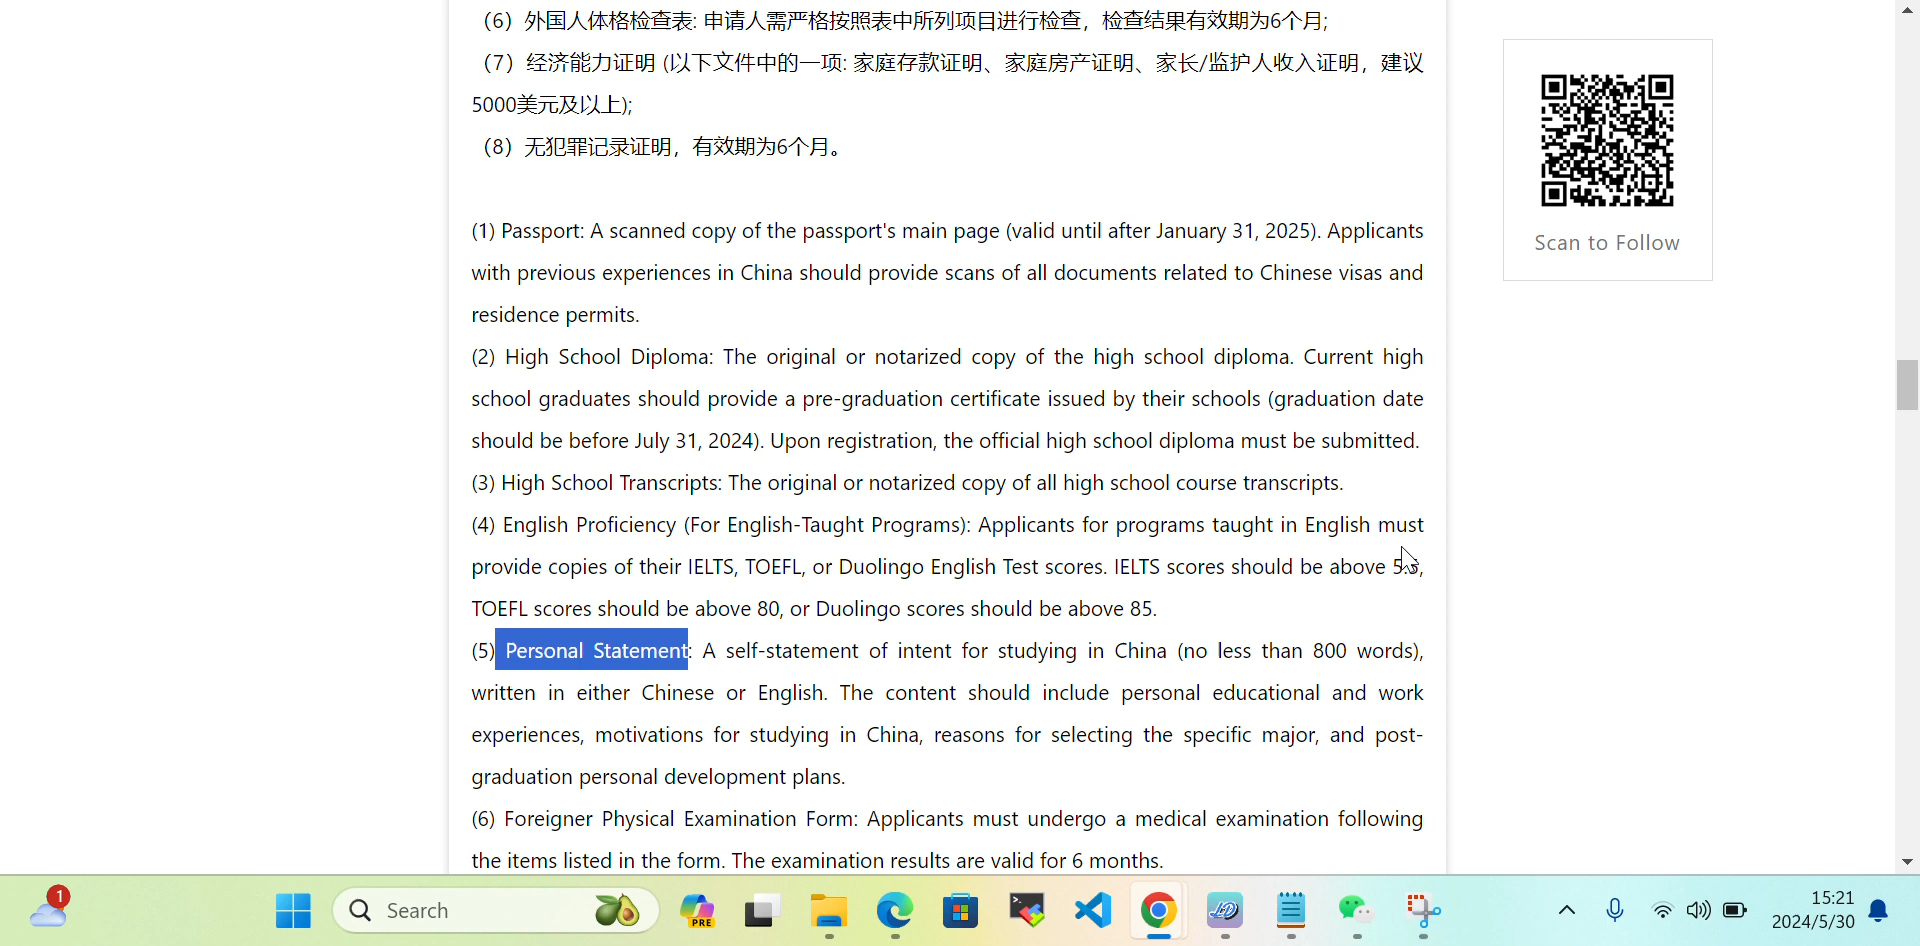 （6）外国人体格检查表: 申请人需严格按照表中所列项目进行检查，检查结果有效期为6个月;
（7）经济能力证明 (以下文件中的一项: 家庭存款证明、家庭房产证明、家长/监护人收入证明，建议
5000美元及以上);
（8）无犯罪记录证明，有效期为6个月。
(1) Passport: A scanned copy of the passport's main page (valid until after January 31, 2025). Applicants
with previous experiences in China should provide scans of all documents related to Chinese visas and
residence permits.
(2) High School Diploma: The original or notarized copy of the high school diploma. Current high
school graduates should provide a pre-graduation certificate issued by their schools (graduation date
should be before July 31, 2024). Upon registration, the official high school diploma must be submitted.
(3) High School Transcripts: The original or notarized copy of all high school course transcripts.
(4) English Proficiency (For English-Taught Programs): Applicants for programs taught in English must
provide copies of their IELTS, TOEFL, or Duolingo English Test scores. IELTS scores should be above
TOEFL scores should be above 80, or Duolingo scores should be above 85.
(5) Personal Statement: A self-statement of intent for studying in China (no less than 800 words),
written in either Chinese or English. The content should include personal educational and work
experiences, motivations for studying in China, reasons for selecting the specific major, and post-
graduation personal development plans.
(6) Foreigner Physical Examination Form: Applicants must undergo a medical examination following
the items listed in the form. The examination results are valid for 6 months.
Scan to Follow
1
Search
PRE
15:21
2024/5/30